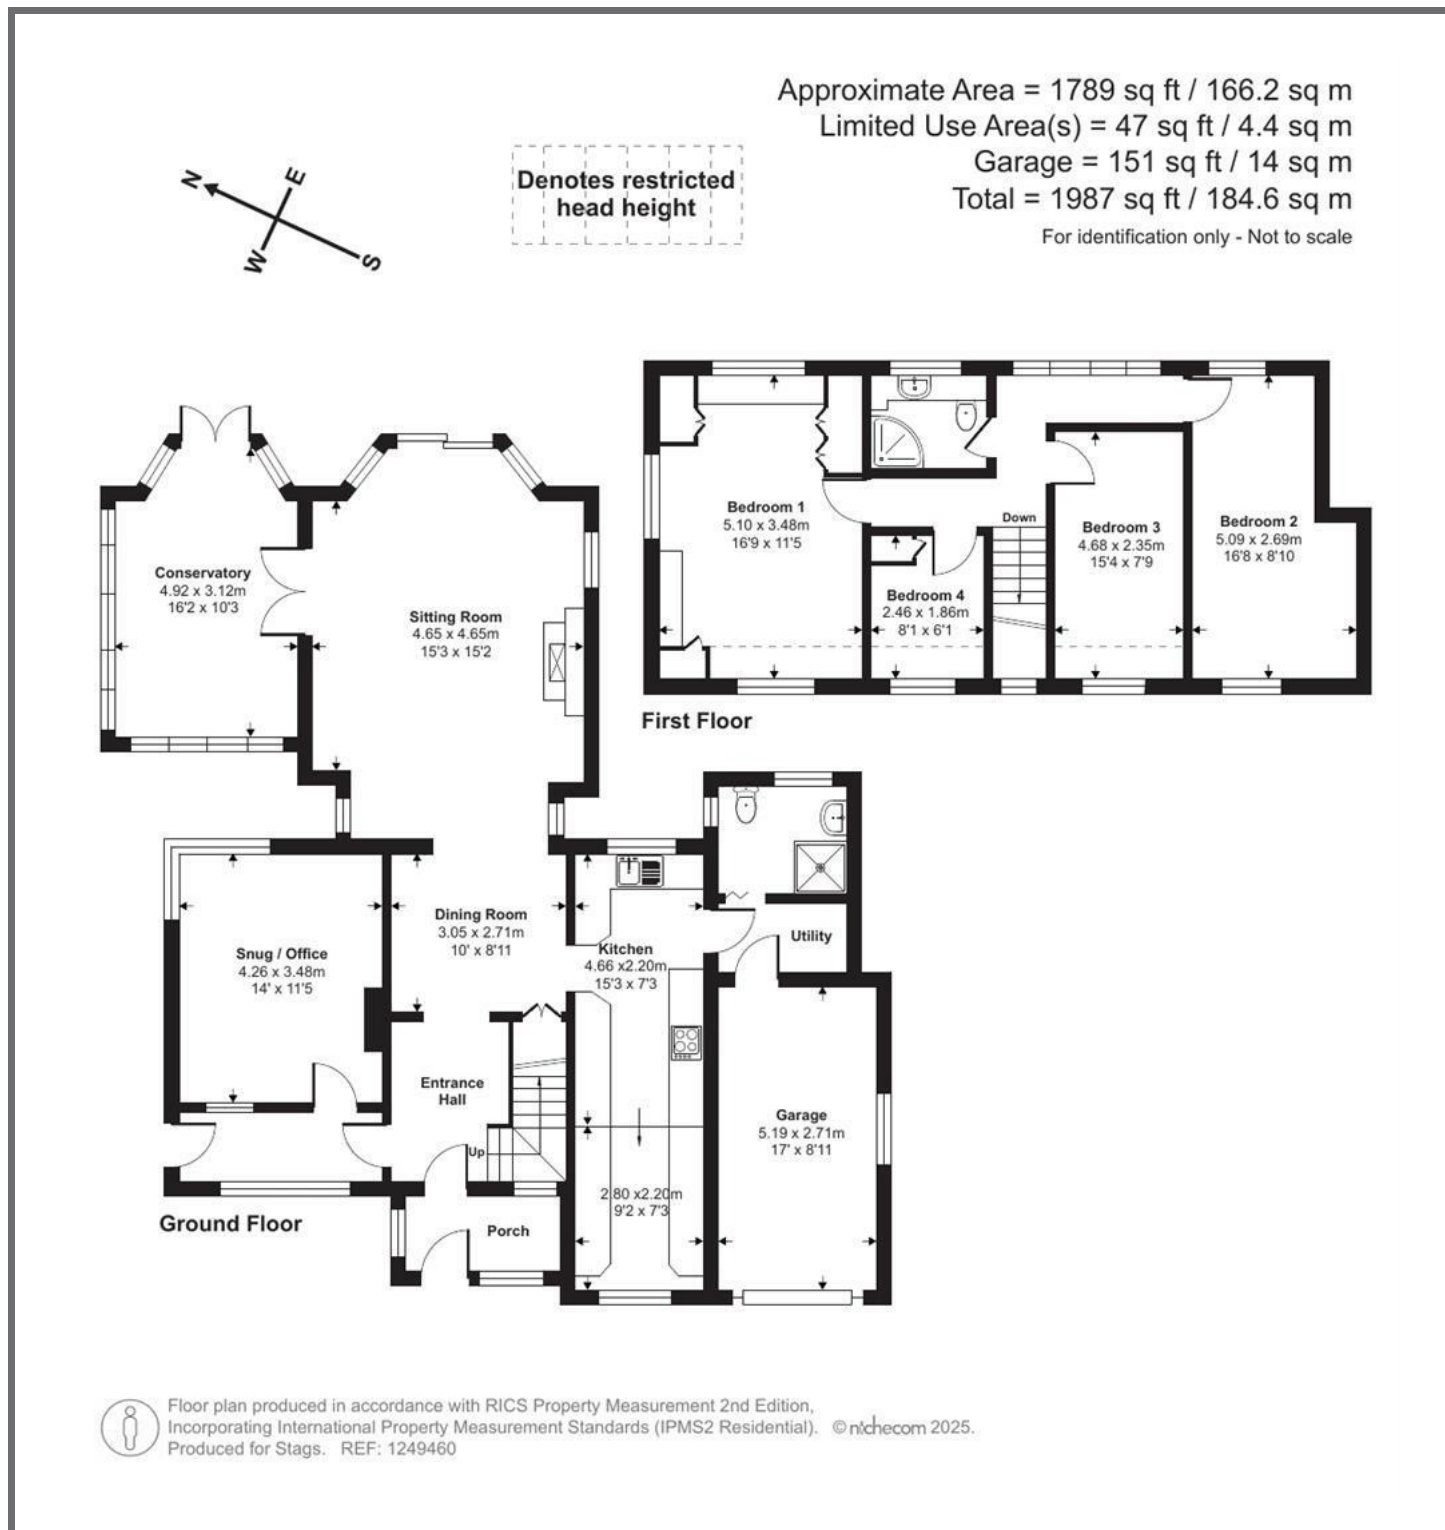 Approximate Area = 1789 sq ft / 166.2 sq m
Limited Use Area(s) = 47 sq ft / 4.4 sq m
Garage = 151 sq ft / 14 sq m
Total = 1987 sq ft / 184.6 sq m
For identification only - Not to scale
N
E
W
S
Denotes restricted
head height
Bedroom 1
5.10 x 3.48m
16'9 x 11'5
Down
Bedroom 3
4.68 x 2.35m
15'4 x 7'9
Bedroom 2
5.09 x 2.69m
16'8 x 8'10
Bedroom 4
2.46 x 1.86m
8'1 x 6'1
First Floor
Conservatory
4.92 x 3.12m
16'2 x 10'3
Sitting Room
4.65 x 4.65m
15'3 x 15'2
Snug / Office
4.26 x 3.48m
14' x 11'5
Dining Room
3.05 x 2.71m
10' x 8'11
Kitchen
4.66 x2.20m
15'3 x 7'3
Utility
Entrance
Hall
Up
Garage
5.19 x 2.71m
17' x 8'11
2.80 x2.20m
9'2 x 7'3
Porch
Ground Floor
Floor plan produced in accordance with RICS Property Measurement 2nd Edition,
Incorporating International Property Measurement Standards (IPMS2 Residential). © nichecom 2025.
Produced for Stags. REF: 1249460